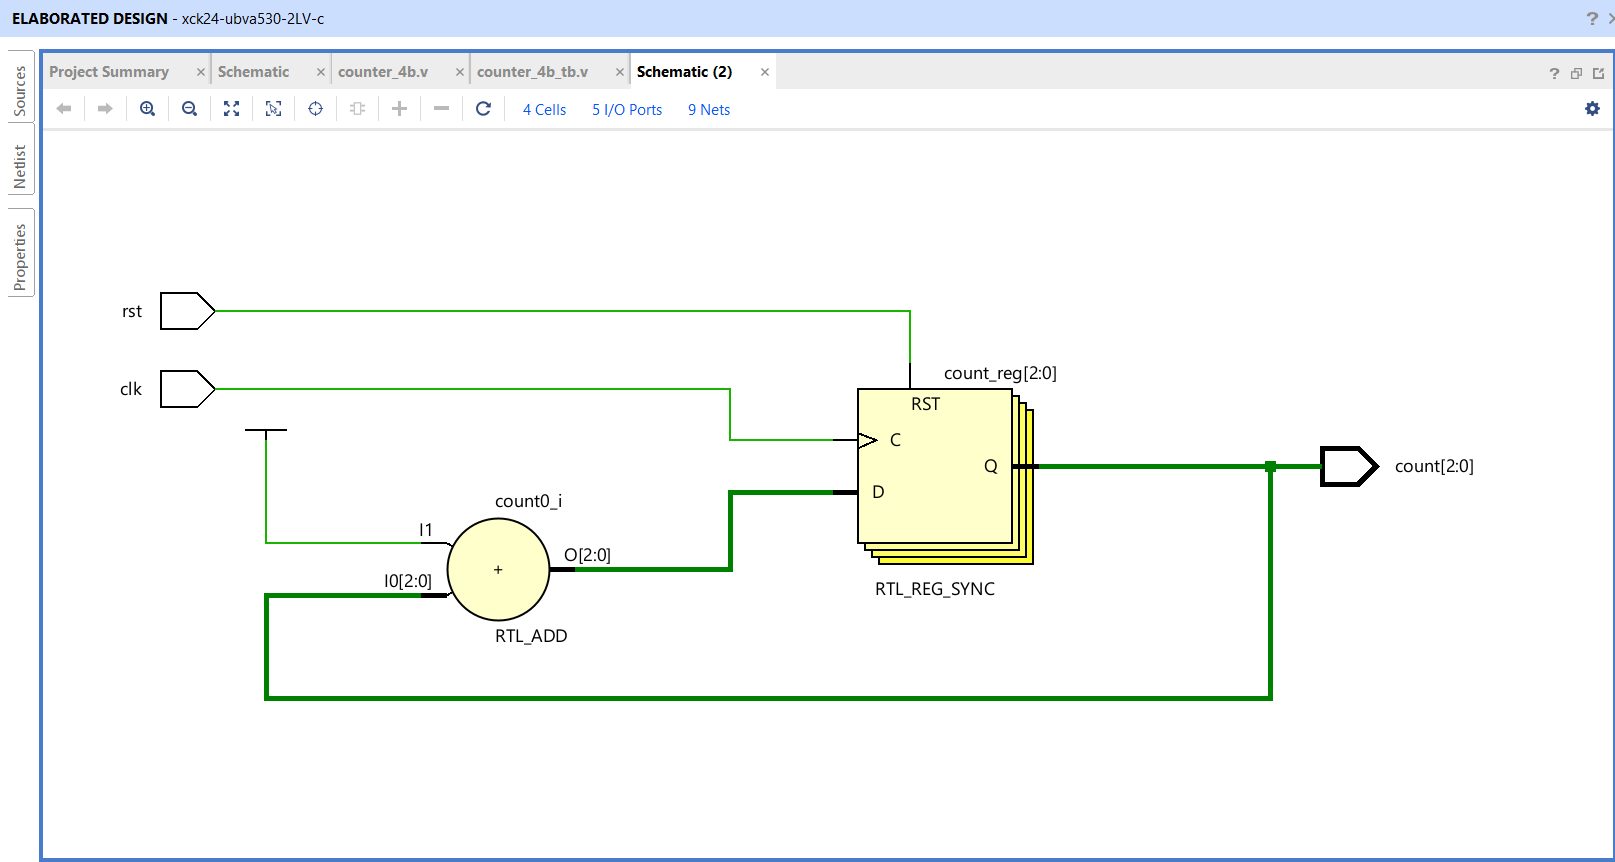 ELABORATED DESIGN - xck24-ubva530-2LV-c
Sources
Netlist
Properties
Project Summary
Schematic
counter_4b.v
counter_4b_tb.v
Schematic (2)
4 Cells
5 I/O Ports
9 Nets
rst
clk
count_reg[2:0]
RST
C
Q
D
count[2:0]
RTL_REG_SYNC
count0_i
I1
O[2:0]
I0[2:0]
+
RTL_ADD